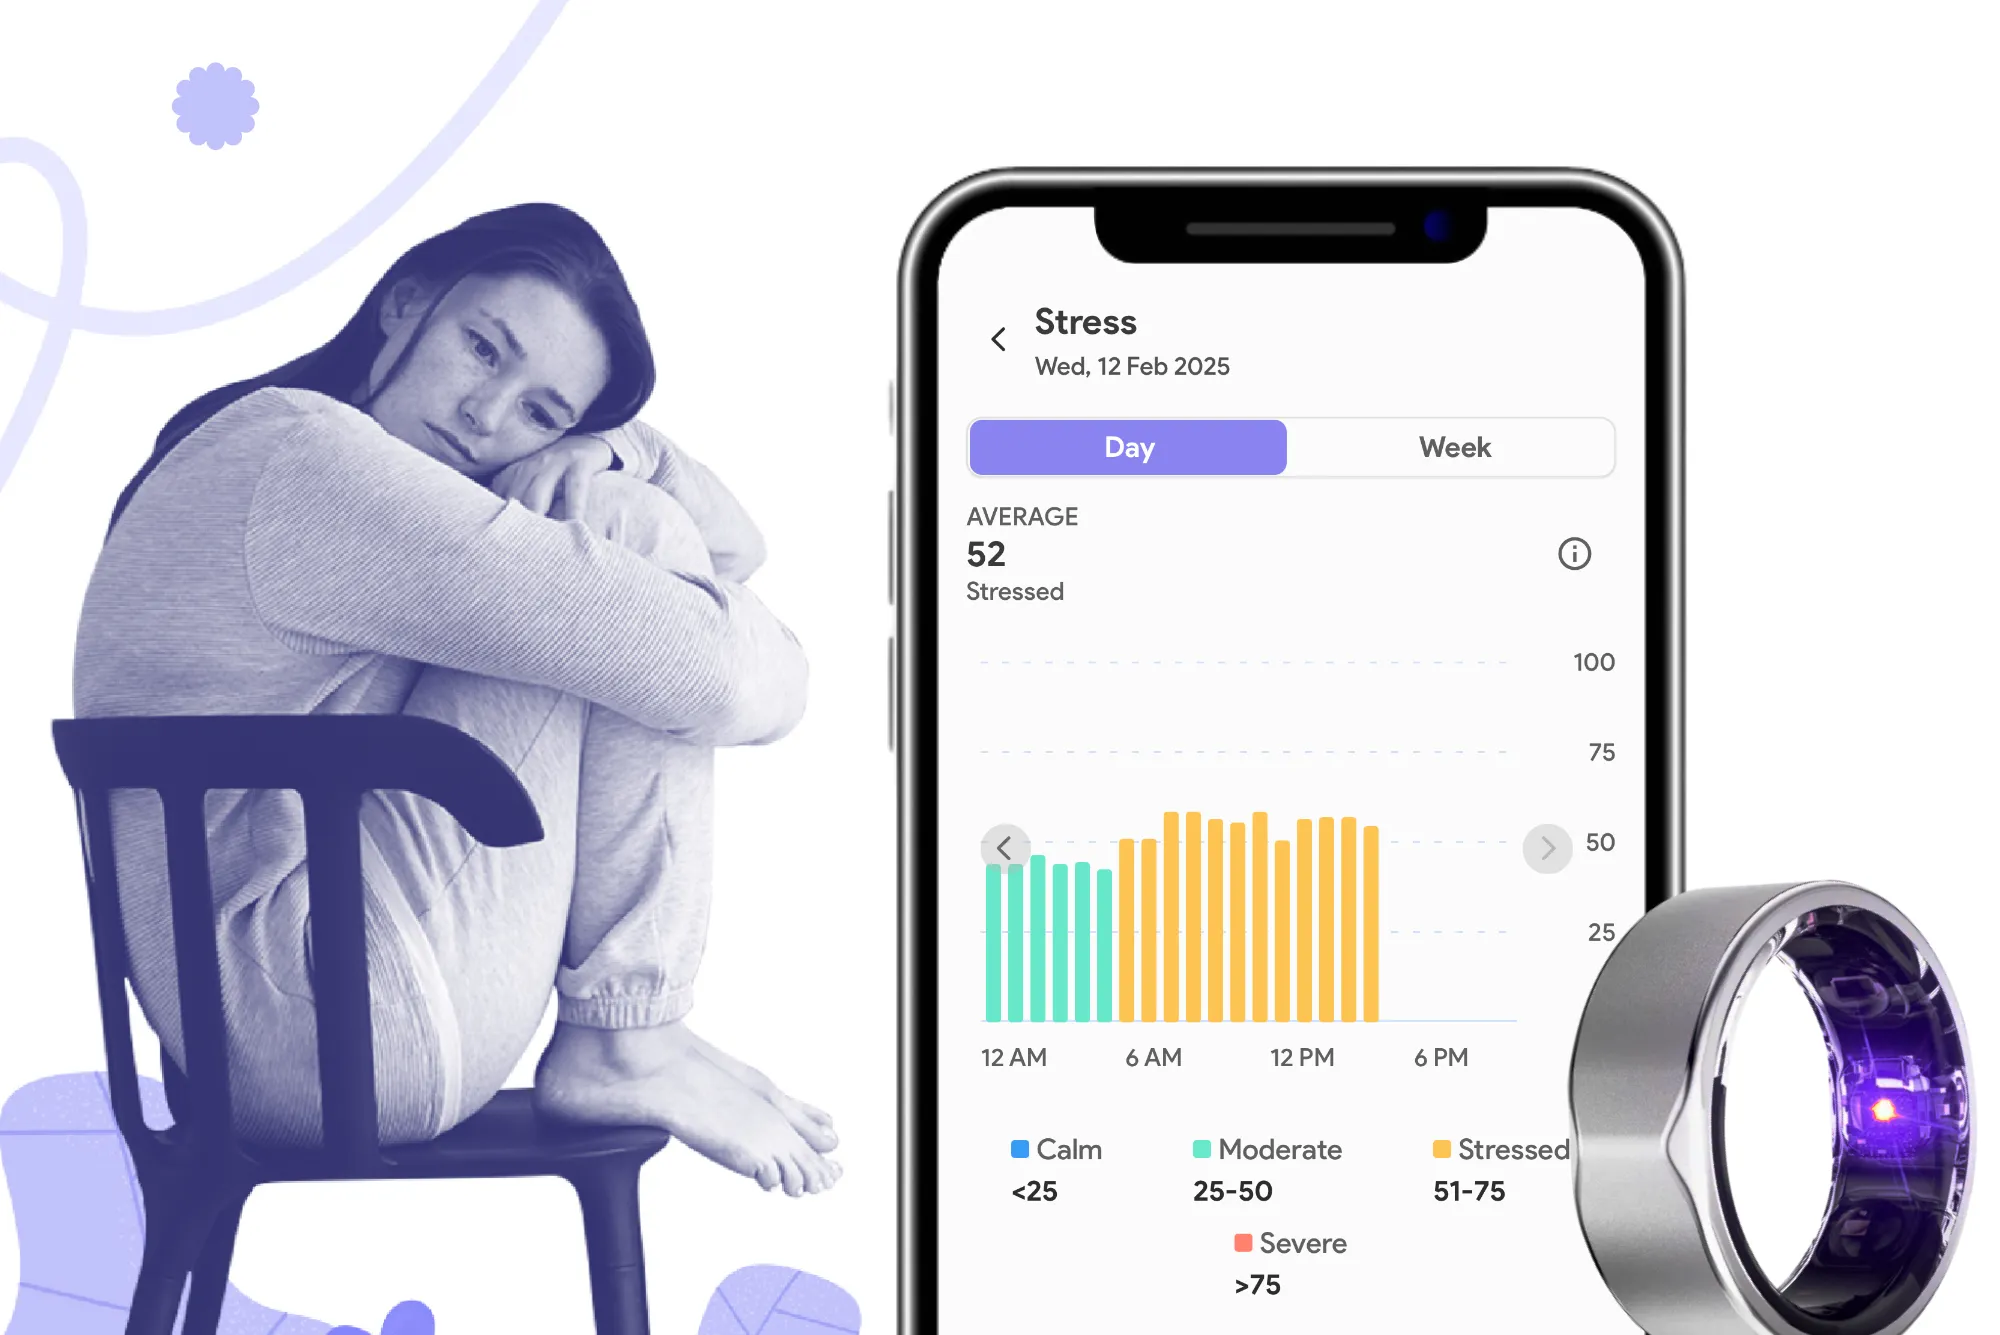 Stress
Wed, 12 Feb 2025
Day Week
AVERAGE
52
Stressed
100
75
50
25
12 AM 6 AM 12 PM 6 PM
Calm Moderate Stressed
<25 25-50 51-75
Severe
>75